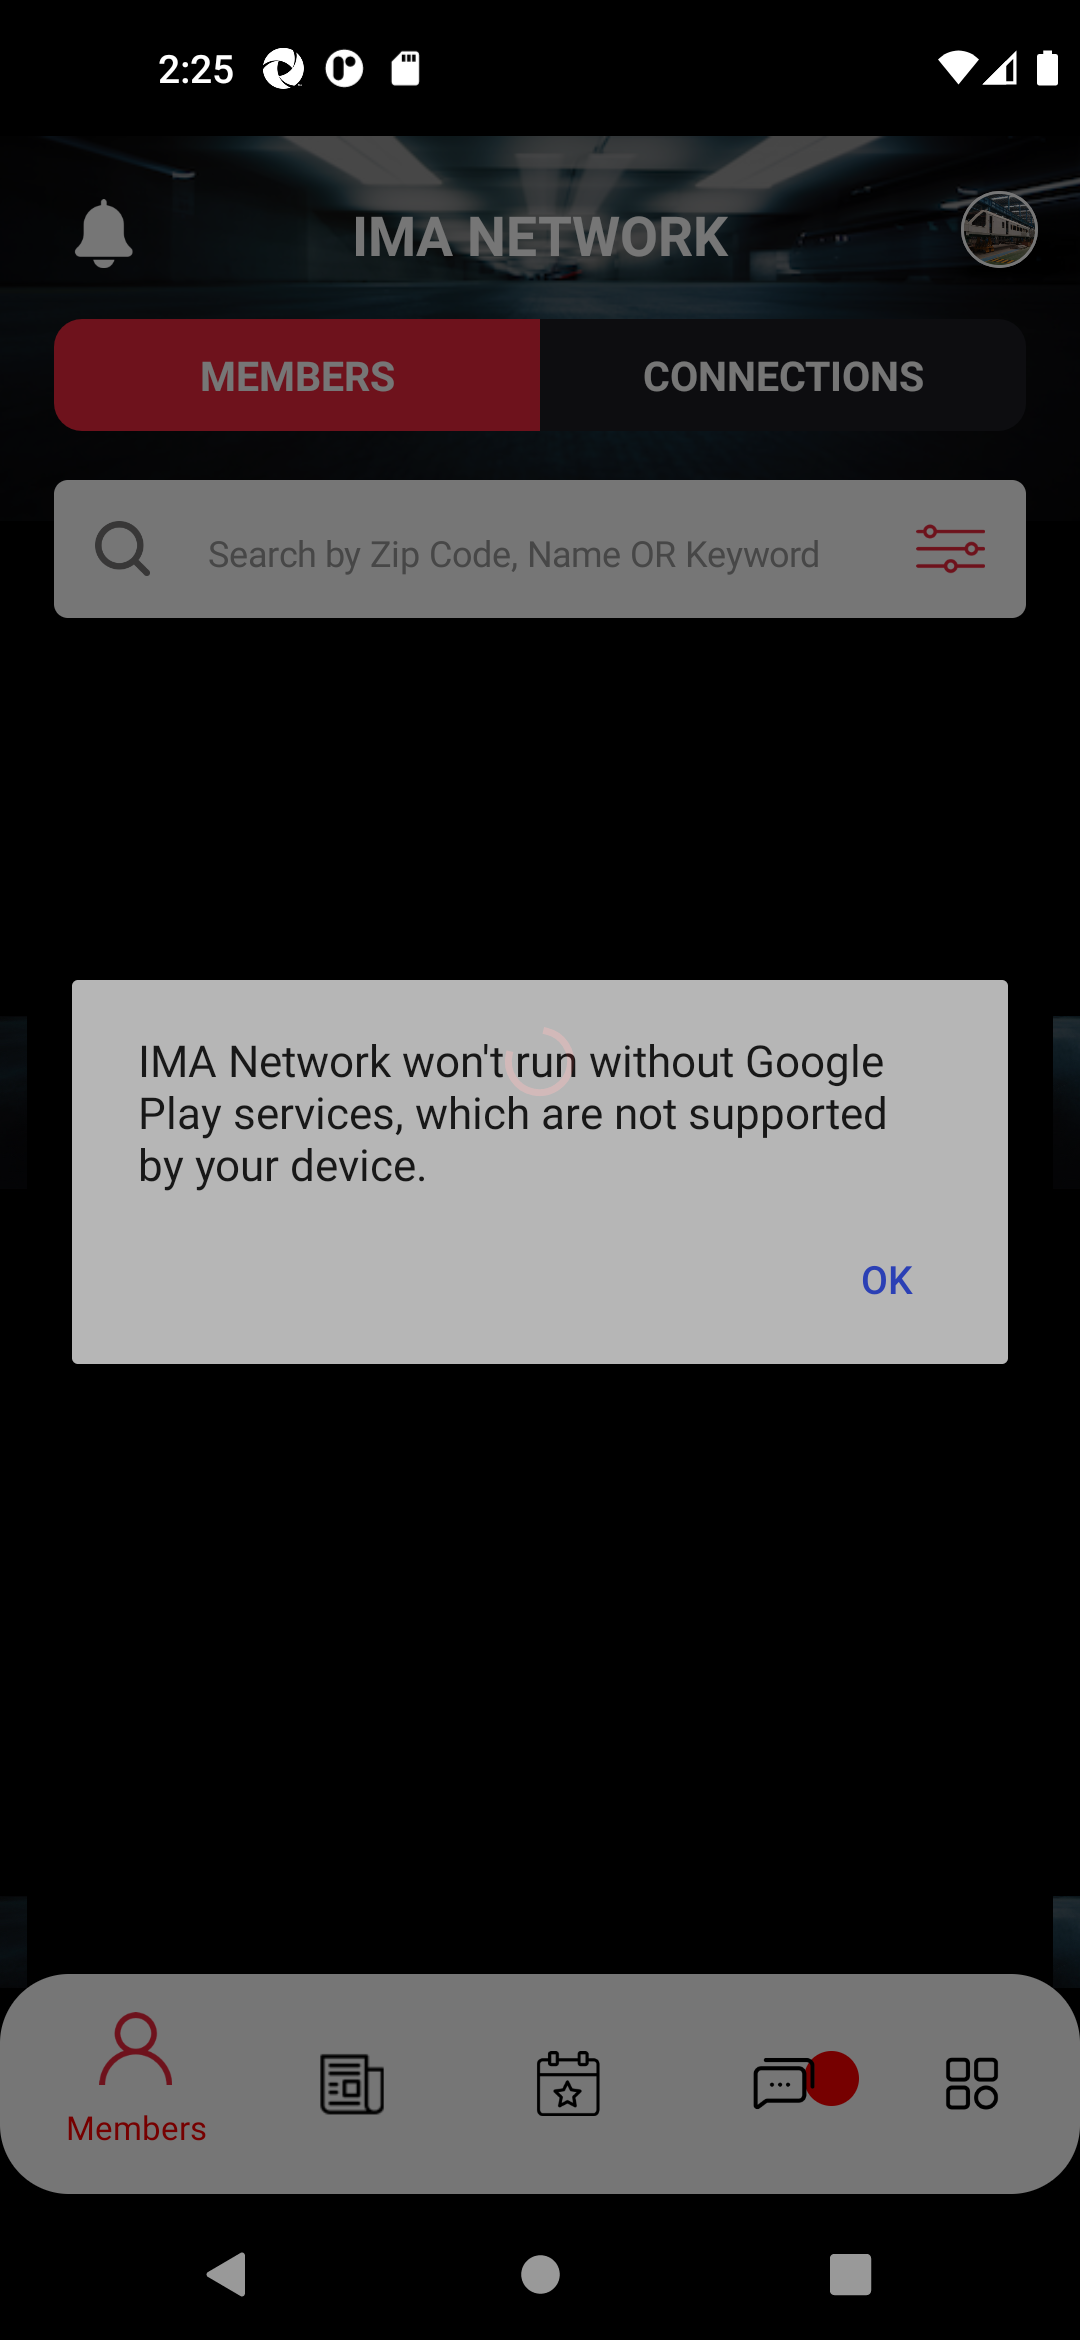 2:25
IMA NETWORK
MEMBERS
CONNECTIONS
Search by Zip Code, Name OR Keyword
IMA Network won't run without Google
Play services, which are not supported
by your device.
OK
Members